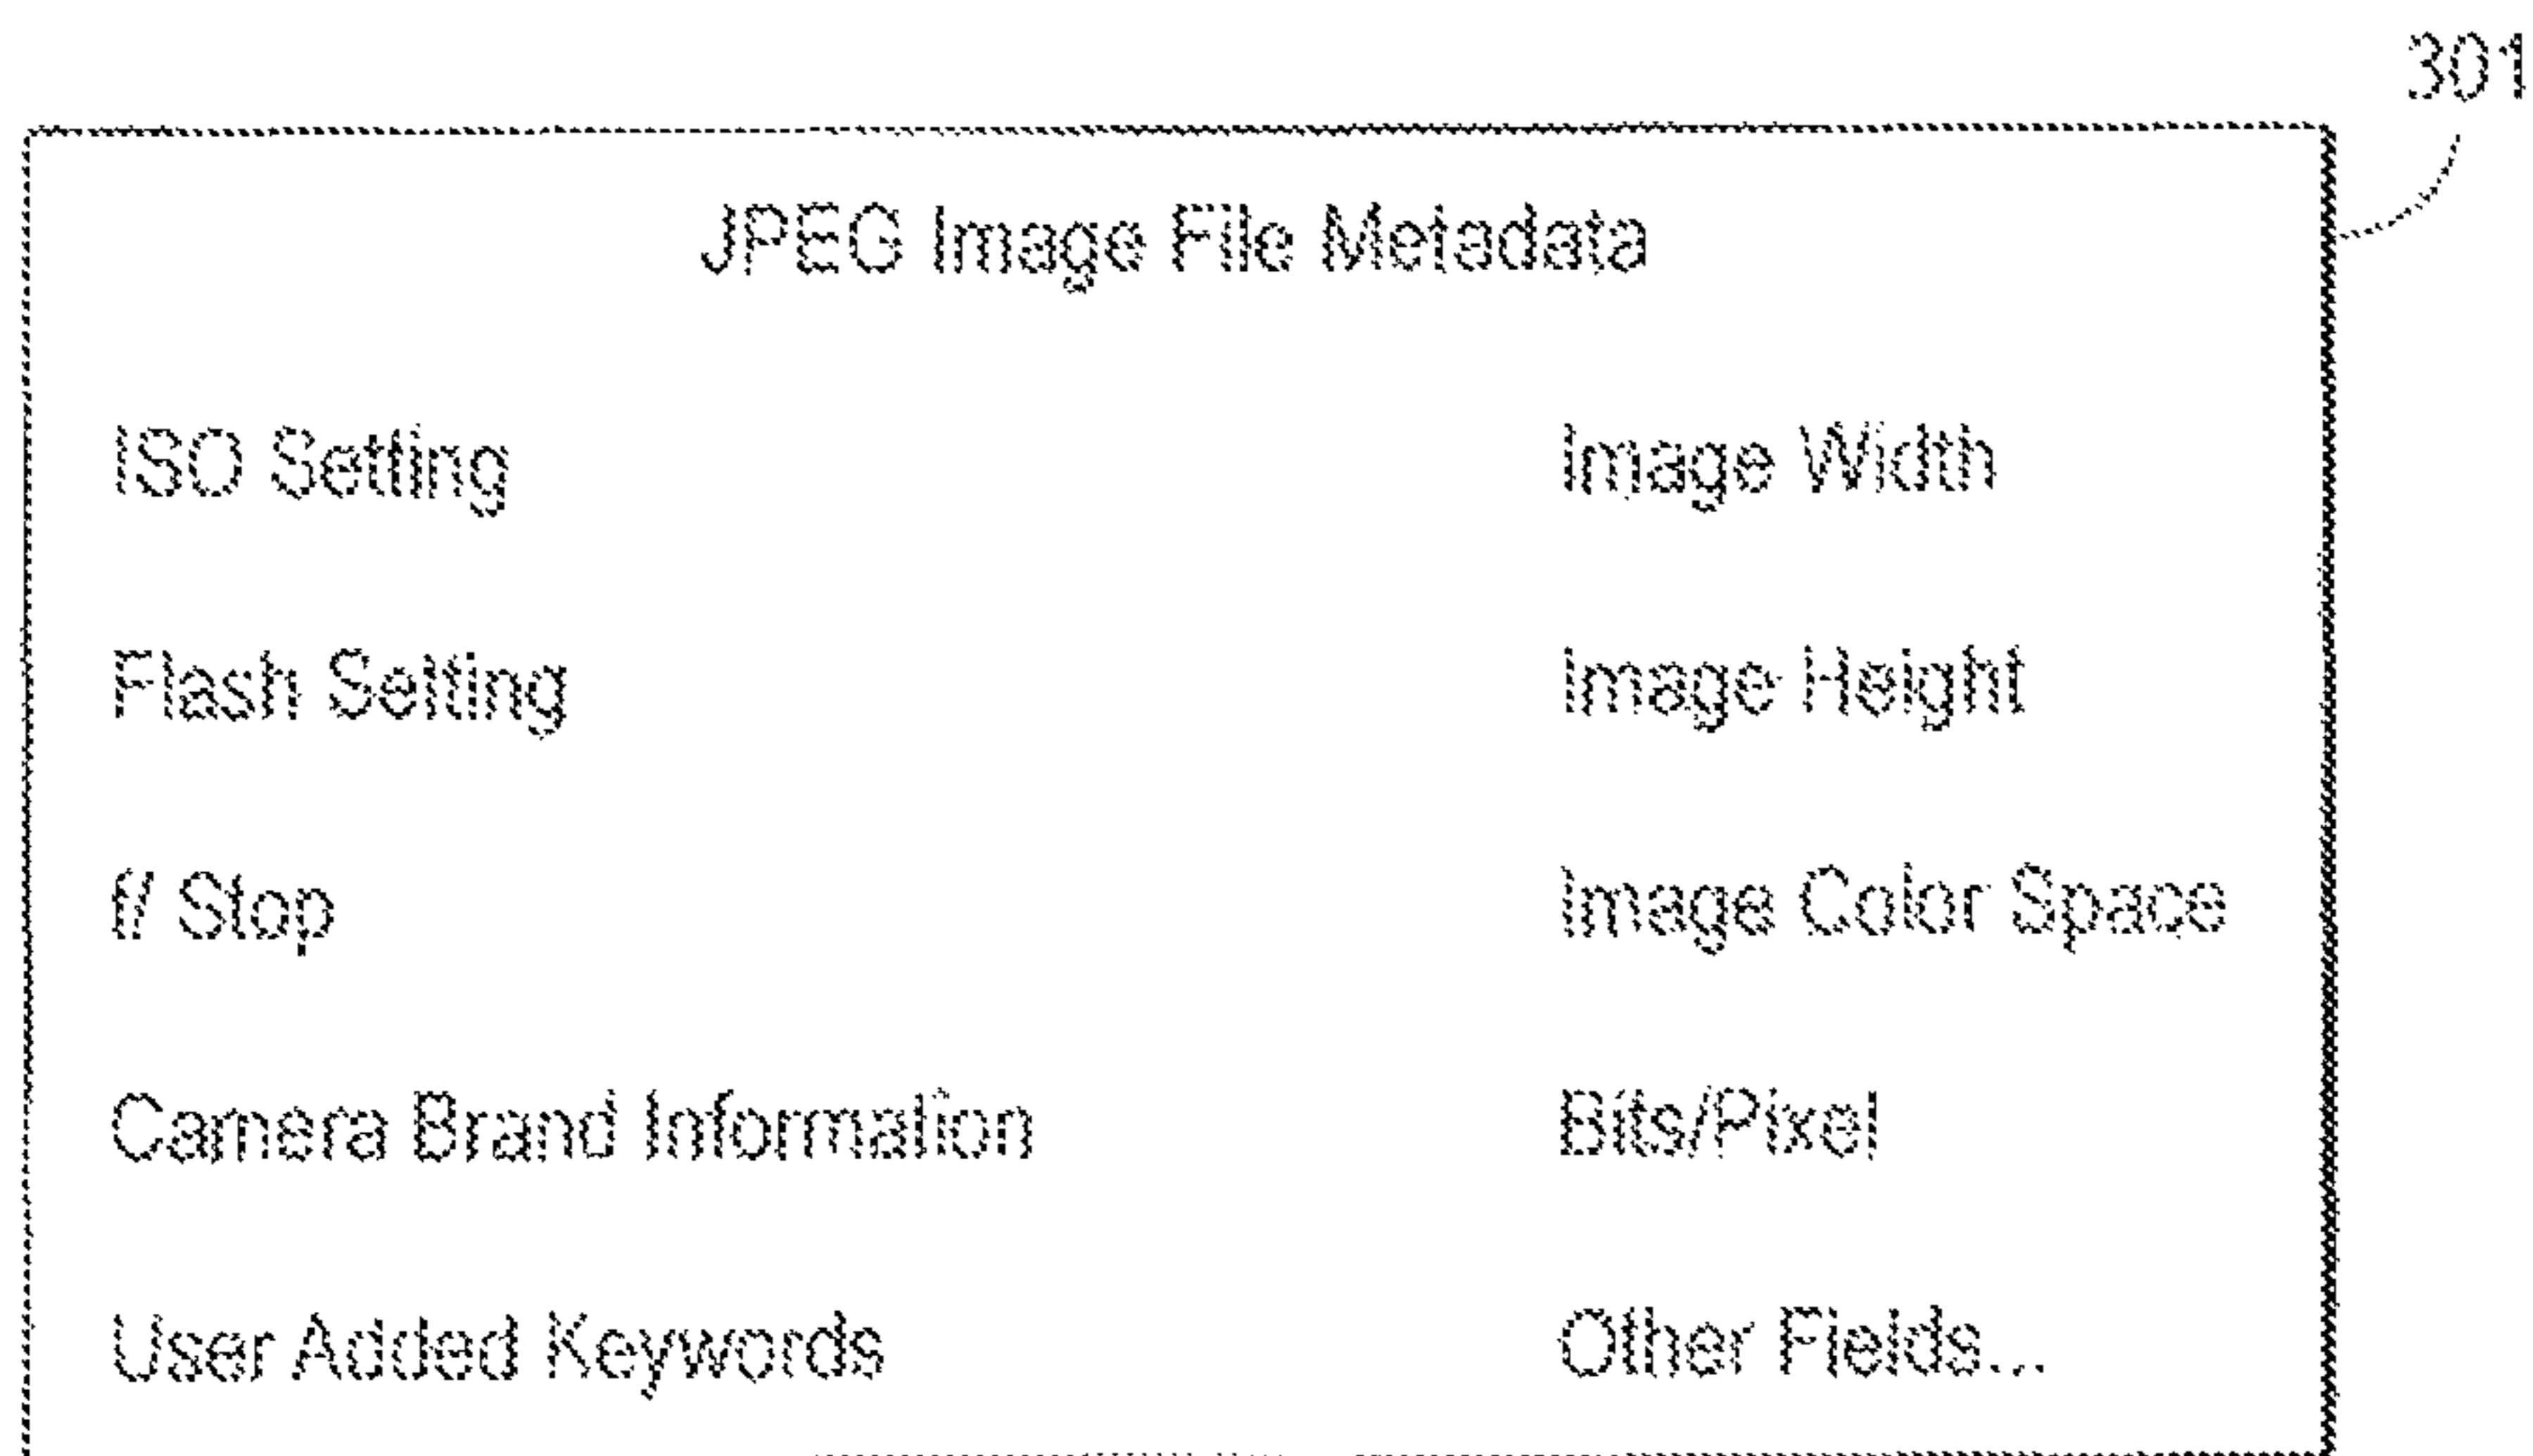 301
JPEG Image File Metadata
ISO Setting
Image Width
Flash Setting
Image Height
f/ Stop
Image Color Space
Camera Brand Information
Bits/Pixel
User Added Keywords
Other Fields...